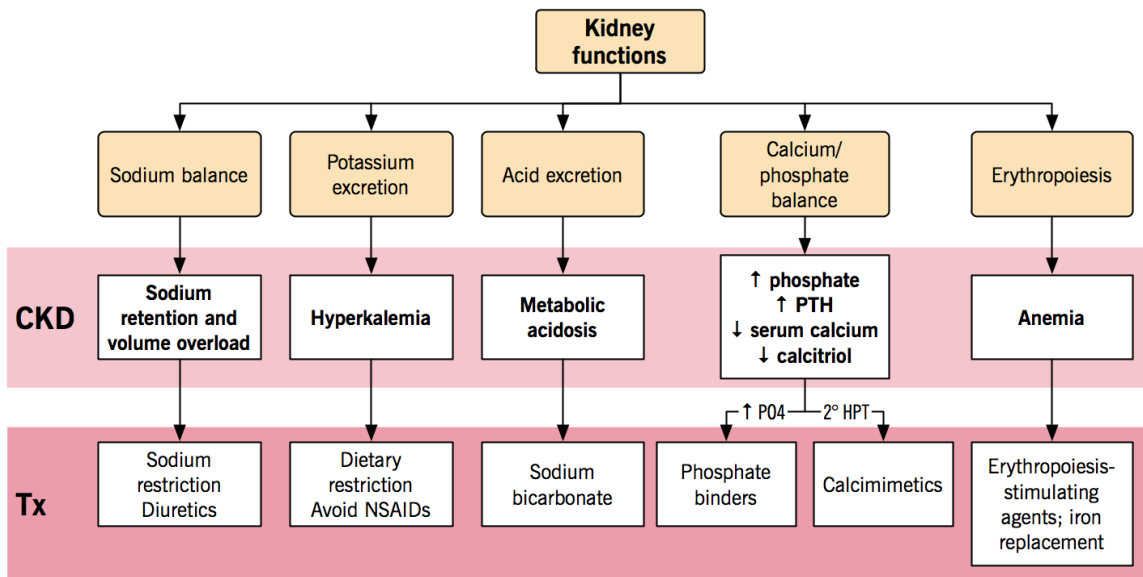 Kidney
functions
Sodium balance
Potassium
excretion
Acid excretion
Calcium/
phosphate
balance
Erythropoiesis
CKD
Sodium
retention and
volume overload
Hyperkalemia
Metabolic
acidosis
↑ phosphate
↑ PTH
↓ serum calcium
↓ calcitriol
Anemia
↑ PO4
2° HPT
Tx
Sodium
restriction
Diuretics
Dietary
restriction
Avoid NSAIDs
Sodium
bicarbonate
Phosphate
binders
Calcimimetics
Erythropoiesis-
stimulating
agents; iron
replacement